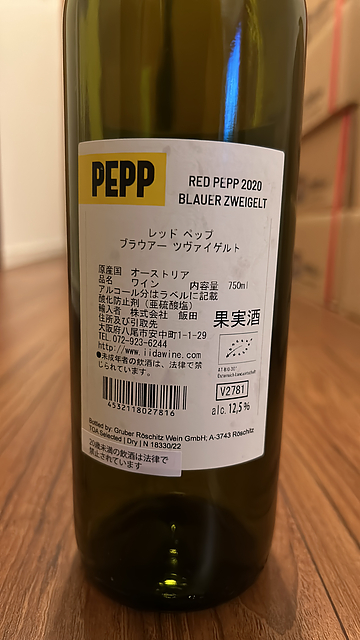 PEPP
RED PEPP 2020
BLAUER ZWEIGELT
レッド ペップ
ブラウアー ツヴァイゲルト
原産国 オーストリア
品名 ワイン 内容量 750ml
アルコール分はラベルに記載
酸化防止剤（亜硫酸塩）
輸入者 株式会社 飯田
住所及び引取先
大阪府八尾市安中町1-1-29
TEL 072-923-6244
http://www.iidawine.com
●未成年者の飲酒は、法律で禁
じられています。
果実酒
V2781
alc. 12,5%
4532118027816
Bottled by: Gruber Röschitz Wein GmbH; A-3743 Röschitz
TDA Selected | Dry | N 18330/22
20歳未満の飲酒は法律で
禁止されています